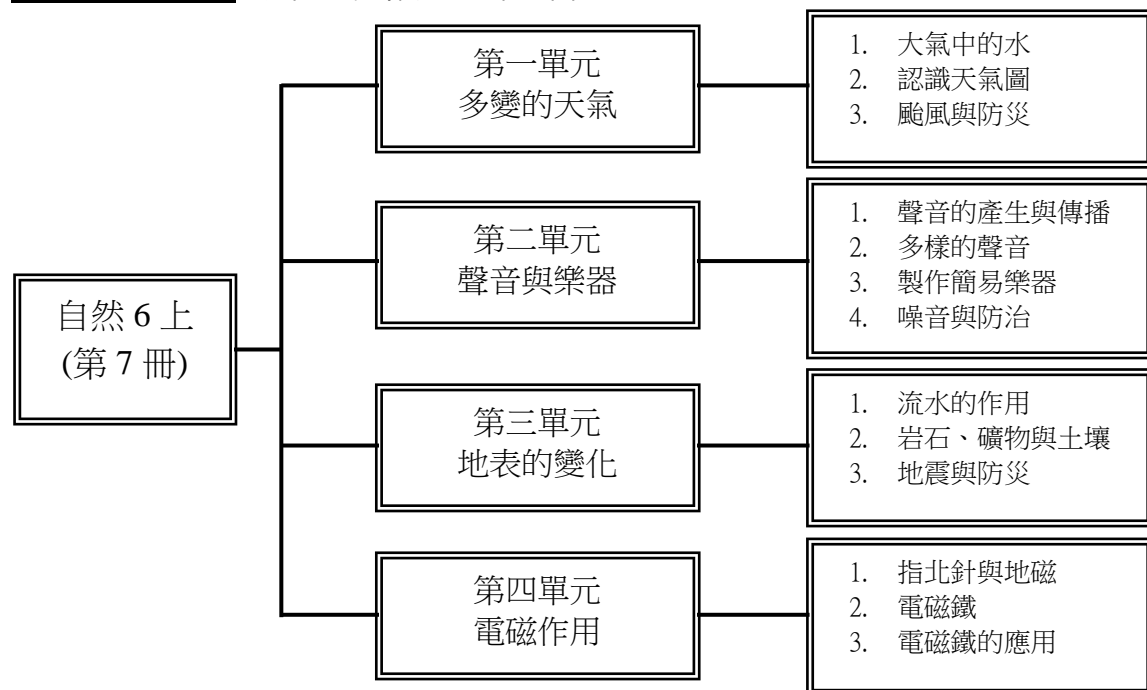 自然 6 上
(第 7 冊)
第一單元
多變的天氣
1. 大氣中的水
2. 認識天氣圖
3. 颱風與防災
第二單元
聲音與樂器
1. 聲音的產生與傳播
2. 多樣的聲音
3. 製作簡易樂器
4. 噪音與防治
第三單元
地表的變化
1. 流水的作用
2. 岩石、礦物與土壤
3. 地震與防災
第四單元
電磁作用
1. 指北針與地磁
2. 電磁鐵
3. 電磁鐵的應用